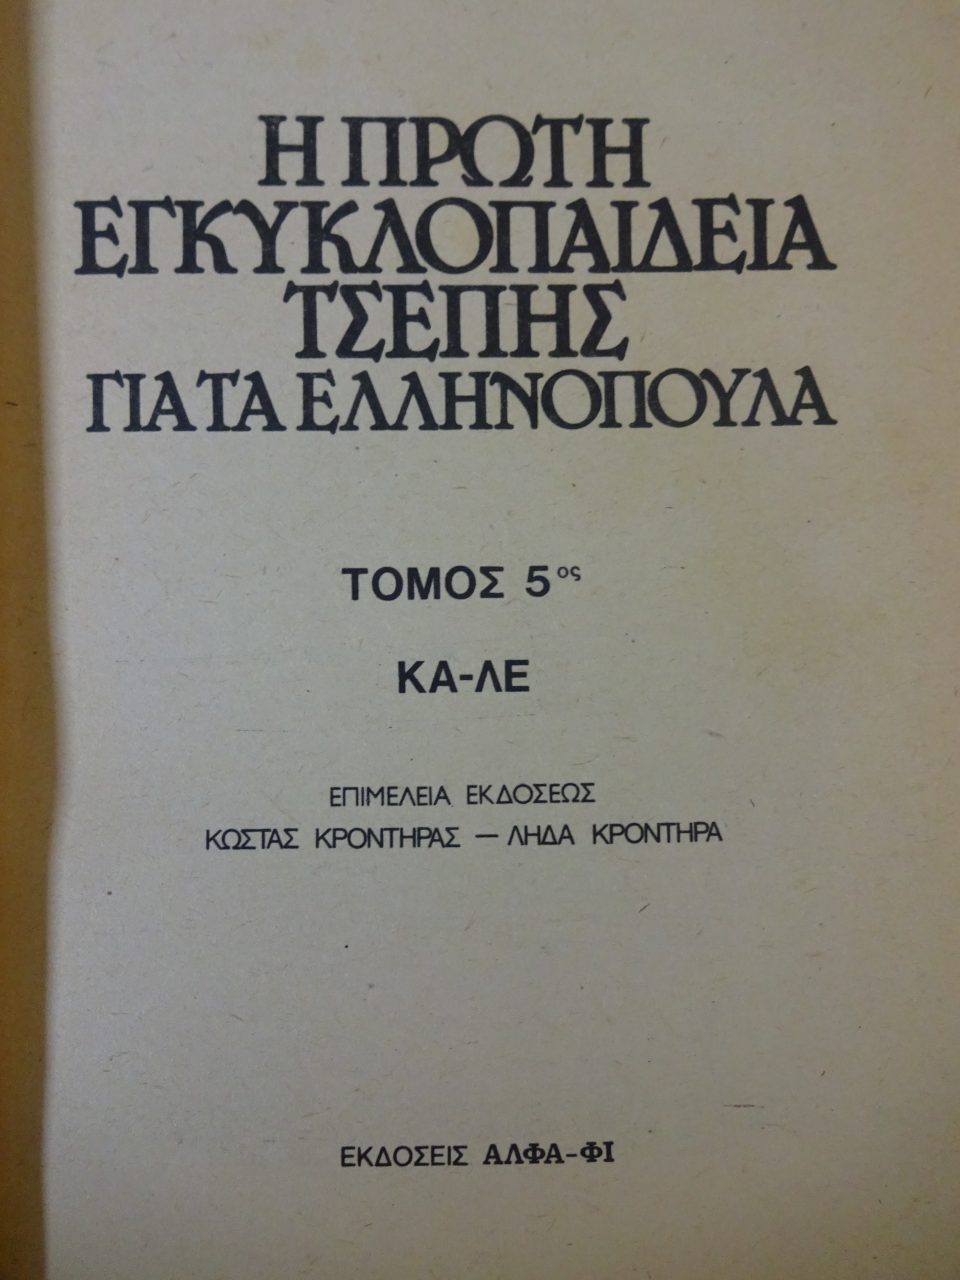 Η ΠΡΩΤΗ
ΕΓΚΥΚΛΟΠΑΙΔΕΙΑ
ΤΣΕΠΗΣ
ΓΙΑ ΤΑ ΕΛΛΗΝΟΠΟΥΛΑ
ΤΟΜΟΣ 5ος
ΚΑ-ΛΕ
ΕΠΙΜΕΛΕΙΑ ΕΚΔΟΣΕΩΣ
ΚΩΣΤΑΣ ΚΡΟΝΤΗΡΑΣ — ΛΗΔΑ ΚΡΟΝΤΗΡΑ
ΕΚΔΟΣΕΙΣ ΑΛΦΑ-ΦΙ